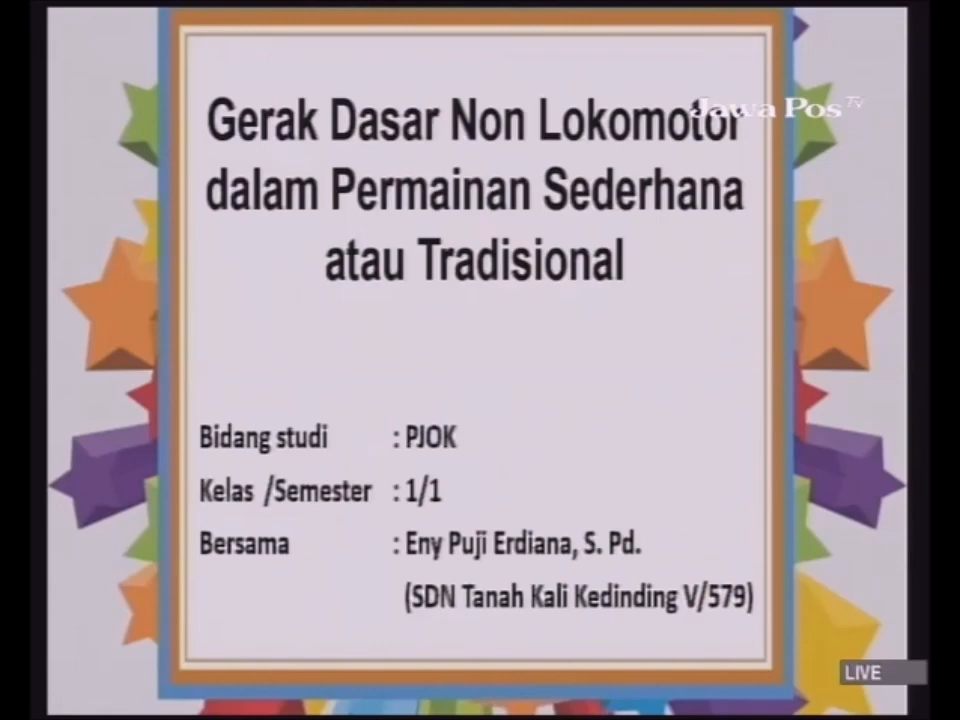 Gerak Dasar Non Lokomotor
Jawa Pos TV
dalam Permainan Sederhana
atau Tradisional
Bidang studi : PJOK
Kelas /Semester : 1/1
Bersama : Eny Puji Erdiana, S. Pd.
(SDN Tanah Kali Kedinding V/579)
LIVE